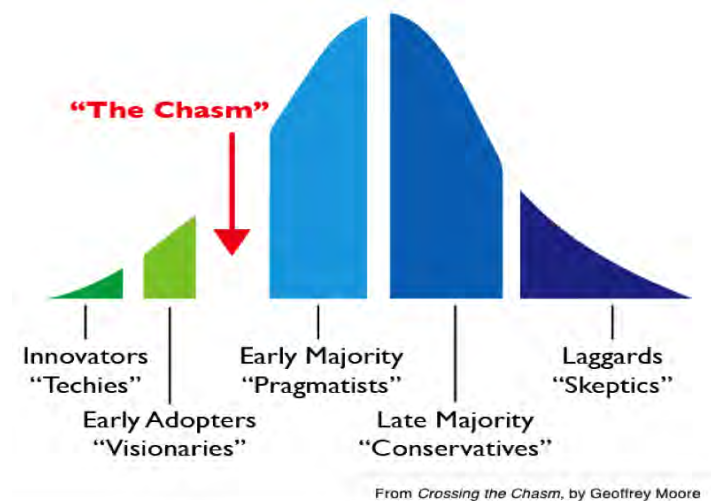 “The Chasm”
Innovators
“Techies”
Early Adopters
“Visionaries”
Early Majority
“Pragmatists”
Late Majority
“Conservatives”
Laggards
“Skeptics”
From Crossing the Chasm, by Geoffrey Moore